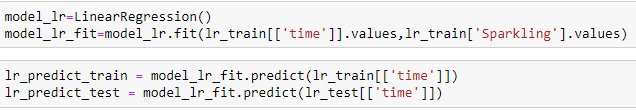 model_lr=LinearRegression()
model_lr_fit=model_lr.fit(lr_train[['time']].values,lr_train['Sparkling'].values)
lr_predict_train = model_lr_fit.predict(lr_train[['time']])
lr_predict_test = model_lr_fit.predict(lr_test[['time']])